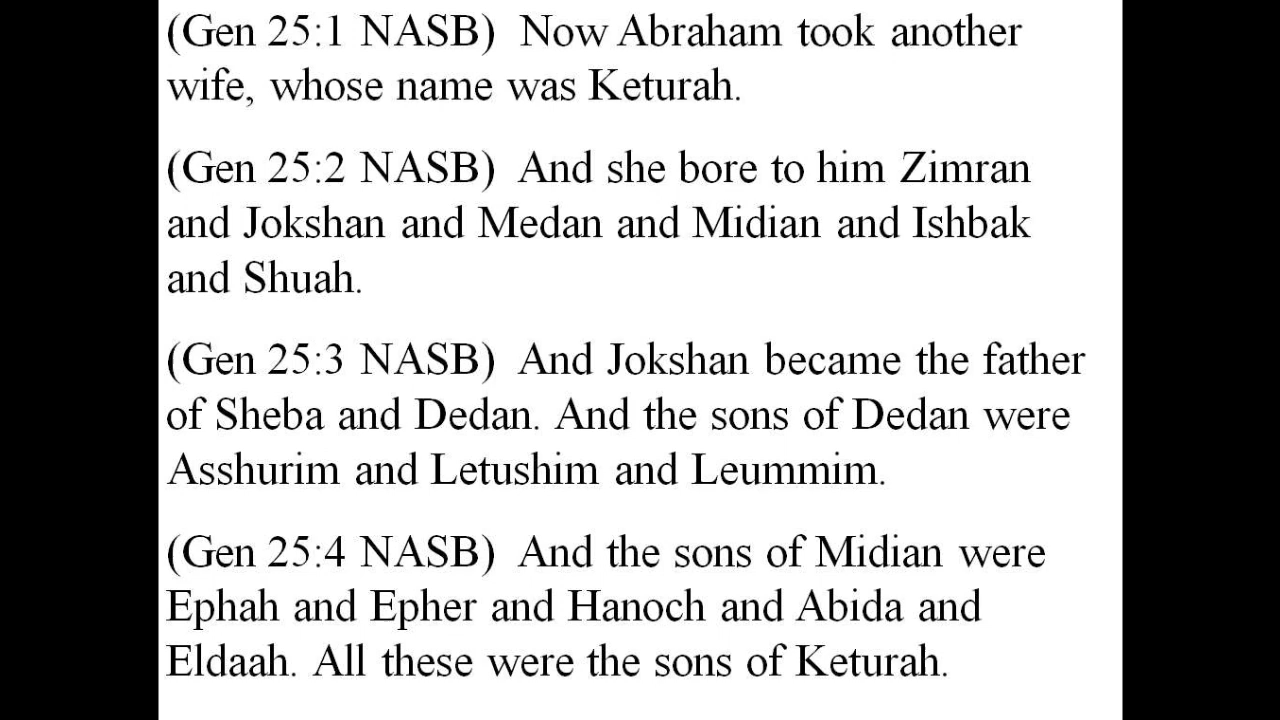 (Gen 25:1 NASB)  Now Abraham took another
wife, whose name was Keturah.
(Gen 25:2 NASB)  And she bore to him Zimran
and Jokshan and Medan and Midian and Ishbak
and Shuah.
(Gen 25:3 NASB)  And Jokshan became the father
of Sheba and Dedan. And the sons of Dedan were
Asshurim and Letushim and Leummim.
(Gen 25:4 NASB)  And the sons of Midian were
Ephah and Epher and Hanoch and Abida and
Eldaah. All these were the sons of Keturah.